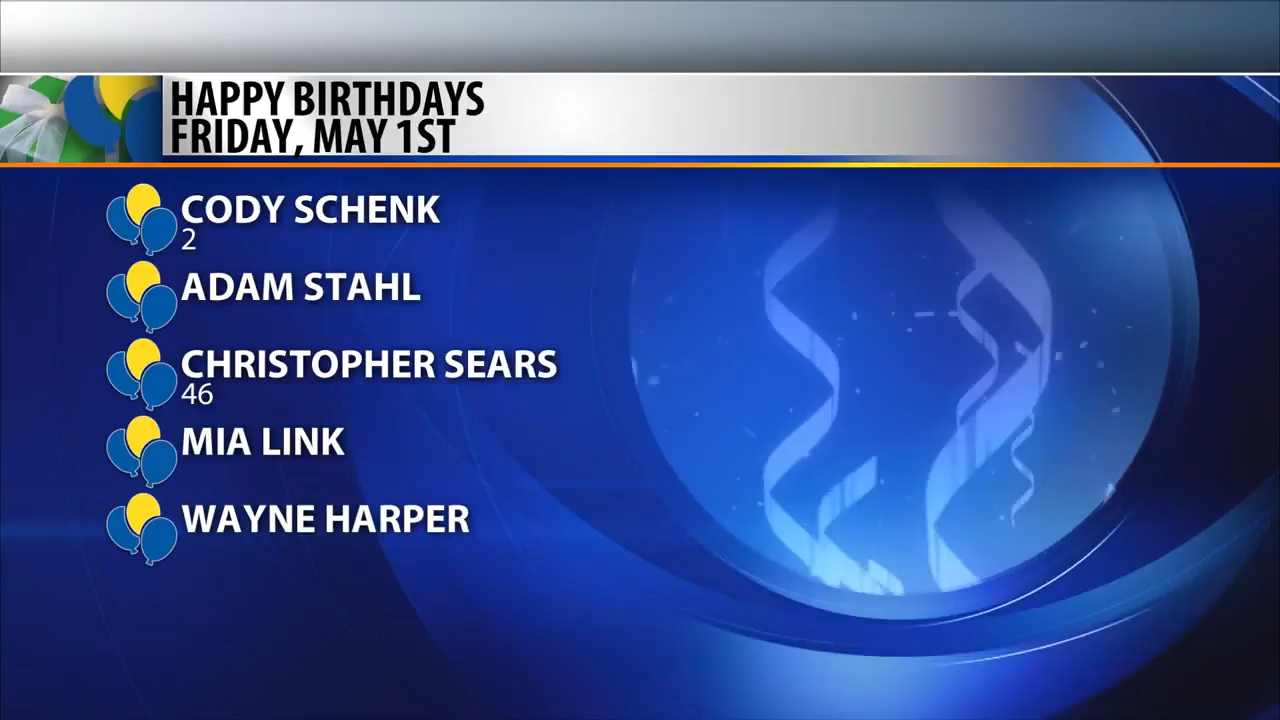 HAPPY BIRTHDAYS
FRIDAY, MAY 1ST
CODY SCHENK
2
ADAM STAHL
CHRISTOPHER SEARS
46
MIA LINK
WAYNE HARPER